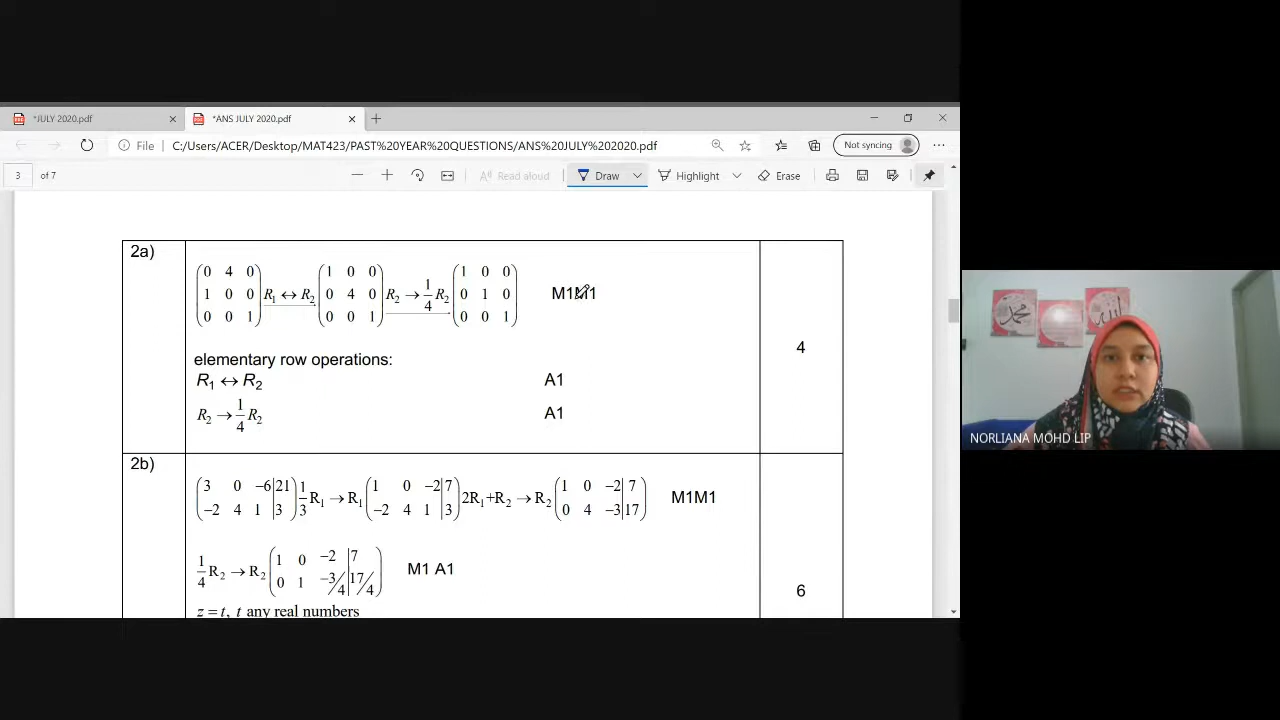 *JULY 2020.pdf
*ANS JULY 2020.pdf
File C:/Users/ACER/Desktop/MAT423/PAST%20YEAR%20QUESTIONS/ANS%20JULY%202020.pdf Not syncing
3 of 7 Read aloud Draw Highlight Erase
2a)
0 4 0 1 0 0 1 0 0
1 0 0 R₁ ↔ R₂ 0 4 0 R₂ → 1/4 R₂ 0 1 0 M1M1
0 0 1 0 0 1 0 0 1
4
elementary row operations:
R₁ ↔ R₂ A1
R₂ → 1/4 R₂ A1
2b)
(3 0 −6|21) 1/3 R₁ → R₁ (1 0 −2|7) 2R₁+R₂ → R₂ (1 0 −2|7) M1M1
(−2 4 1|3) (−2 4 1|3) (0 4 −3|17)
1/4 R₂ → R₂ (1 0 −2|7) M1 A1
(0 1 −3/4|17/4)
6
z = t, t any real numbers
محمد
الله
NORLIANA MOHD LIP